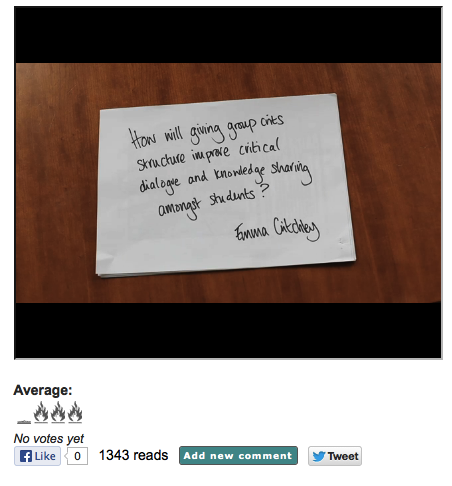 How will giving group crits
structure improve critical
dialogue and knowledge sharing
amongst students?
Emma Critchley
Average:
No votes yet
Like 0 1343 reads Add new comment Tweet